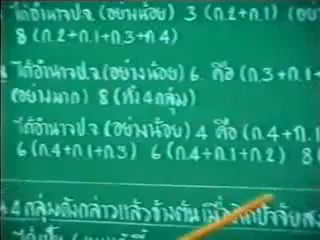 ได้อำนาจป.จ. (อย่างน้อย) 3 (ก.2+ก.1)
8 (ก.2+ก.1+ก.3+ก.4)
ได้อำนาจป.จ. (อย่างน้อย) 6 คือ (ก.3+ก.1+
(อย่างมาก) 8 (ทั้ง 4 กลุ่ม)
ได้อำนาจป.จ. (อย่างน้อย) 4 คือ (ก.4+ก.1
6 (ก.4+ก.1+ก.3) 6 (ก.4+ก.1+ก.2) 8
4 กลุ่มดังกล่าวแล้วข้างต้น